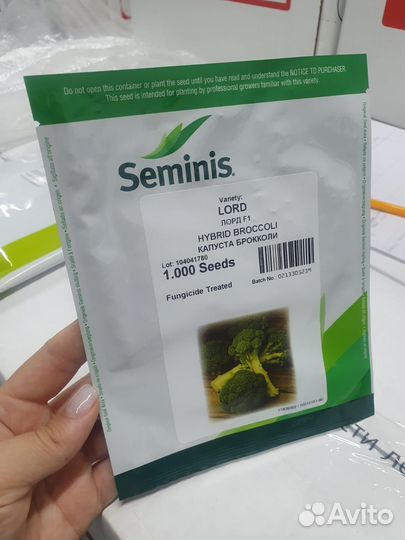 Do not open this container or plant the seed until you have read and understand the NOTICE TO PURCHASER.
This seed is intended for planting by professional growers familiar with this variety.
Seminis®
Variety:
LORD
ЛОРД F1
HYBRID BROCCOLI
КАПУСТА БРОККОЛИ
Lot: 104041780
1.000 Seeds
Batch No.:
Fungicide Treated
Avito